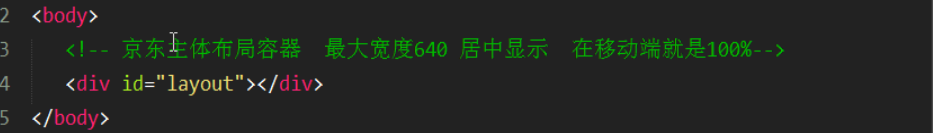 2 <body>
3 <!-- 京东主体布局容器  最大宽度640 居中显示  在移动端就是100%-->
4 <div id="layout"></div>
5 </body>